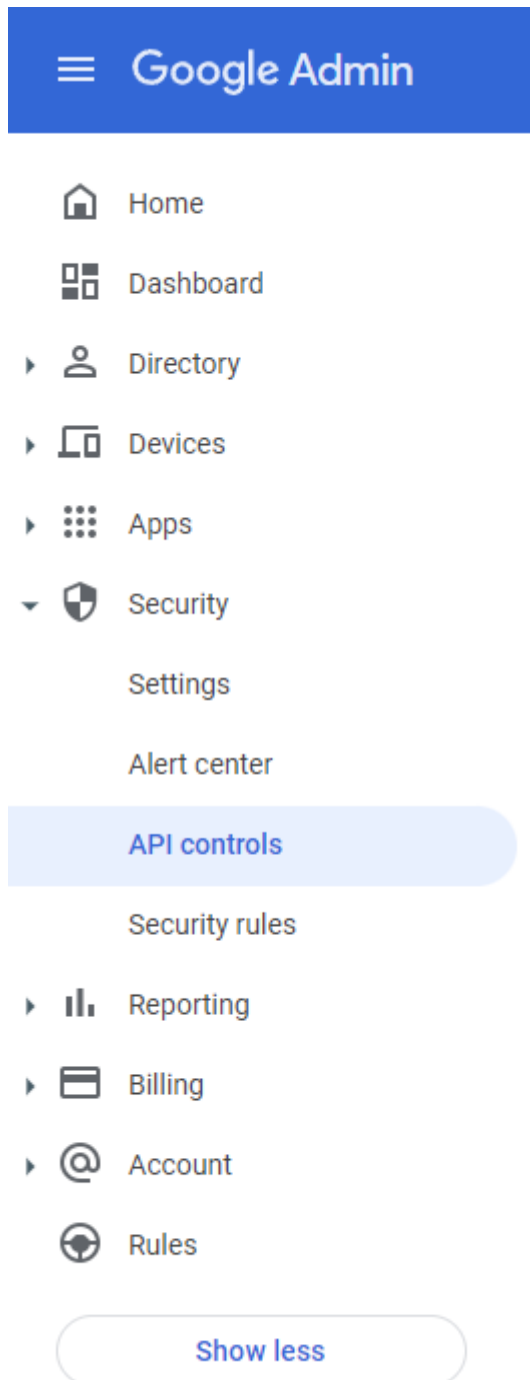 Google Admin
Home
Dashboard
Directory
Devices
Apps
Security
Settings
Alert center
API controls
Security rules
Reporting
Billing
Account
Rules
Show less